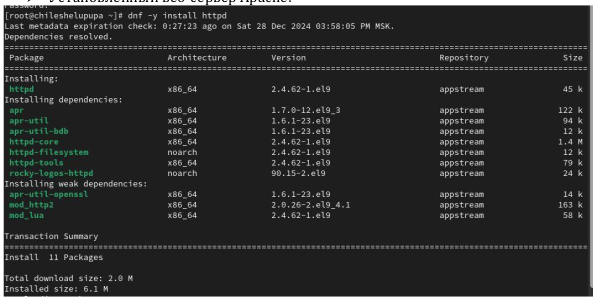 установленный веб-сервер Apache:
Password:
[root@chileshelupupa ~]# dnf -y install httpd
Last metadata expiration check: 0:27:23 ago on Sat 28 Dec 2024 03:58:05 PM MSK.
Dependencies resolved.
================================================================================
Package Architecture Version Repository Size
================================================================================
Installing:
httpd x86_64 2.4.62-1.el9 appstream 45 k
Installing dependencies:
apr x86_64 1.7.0-12.el9_3 appstream 122 k
apr-util x86_64 1.6.1-23.el9 appstream 94 k
apr-util-bdb x86_64 1.6.1-23.el9 appstream 12 k
httpd-core x86_64 2.4.62-1.el9 appstream 1.4 M
httpd-filesystem noarch 2.4.62-1.el9 appstream 12 k
httpd-tools x86_64 2.4.62-1.el9 appstream 79 k
rocky-logos-httpd noarch 90.15-2.el9 appstream 24 k
Installing weak dependencies:
apr-util-openssl x86_64 1.6.1-23.el9 appstream 14 k
mod_http2 x86_64 2.0.26-2.el9_4.1 appstream 163 k
mod_lua x86_64 2.4.62-1.el9 appstream 58 k
Transaction Summary
================================================================================
Install 11 Packages
Total download size: 2.0 M
Installed size: 6.1 M